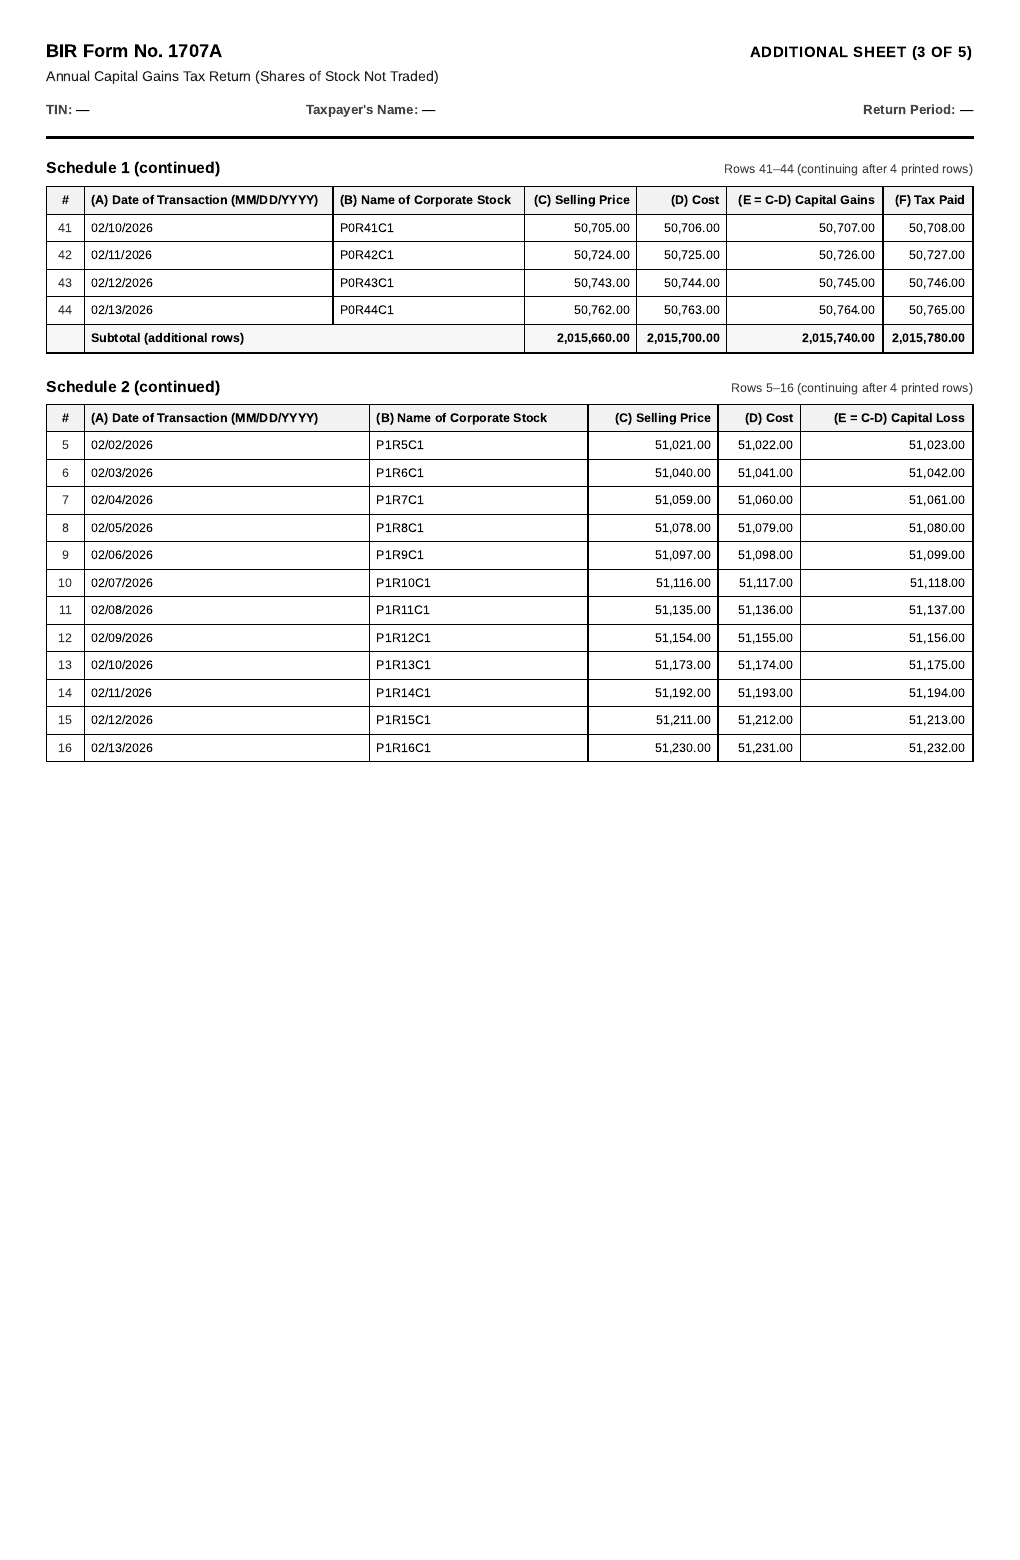 BIR Form No. 1707A
ADDITIONAL SHEET (3 OF 5)
Annual Capital Gains Tax Return (Shares of Stock Not Traded)
TIN: — Taxpayer's Name: — Return Period: —
Schedule 1 (continued) Rows 41–44 (continuing after 4 printed rows)
# (A) Date of Transaction (MM/DD/YYYY) (B) Name of Corporate Stock (C) Selling Price (D) Cost (E = C-D) Capital Gains (F) Tax Paid
41 02/10/2026 P0R41C1 50,705.00 50,706.00 50,707.00 50,708.00
42 02/11/2026 P0R42C1 50,724.00 50,725.00 50,726.00 50,727.00
43 02/12/2026 P0R43C1 50,743.00 50,744.00 50,745.00 50,746.00
44 02/13/2026 P0R44C1 50,762.00 50,763.00 50,764.00 50,765.00
Subtotal (additional rows) 2,015,660.00 2,015,700.00 2,015,740.00 2,015,780.00
Schedule 2 (continued) Rows 5–16 (continuing after 4 printed rows)
# (A) Date of Transaction (MM/DD/YYYY) (B) Name of Corporate Stock (C) Selling Price (D) Cost (E = C-D) Capital Loss
5 02/02/2026 P1R5C1 51,021.00 51,022.00 51,023.00
6 02/03/2026 P1R6C1 51,040.00 51,041.00 51,042.00
7 02/04/2026 P1R7C1 51,059.00 51,060.00 51,061.00
8 02/05/2026 P1R8C1 51,078.00 51,079.00 51,080.00
9 02/06/2026 P1R9C1 51,097.00 51,098.00 51,099.00
10 02/07/2026 P1R10C1 51,116.00 51,117.00 51,118.00
11 02/08/2026 P1R11C1 51,135.00 51,136.00 51,137.00
12 02/09/2026 P1R12C1 51,154.00 51,155.00 51,156.00
13 02/10/2026 P1R13C1 51,173.00 51,174.00 51,175.00
14 02/11/2026 P1R14C1 51,192.00 51,193.00 51,194.00
15 02/12/2026 P1R15C1 51,211.00 51,212.00 51,213.00
16 02/13/2026 P1R16C1 51,230.00 51,231.00 51,232.00